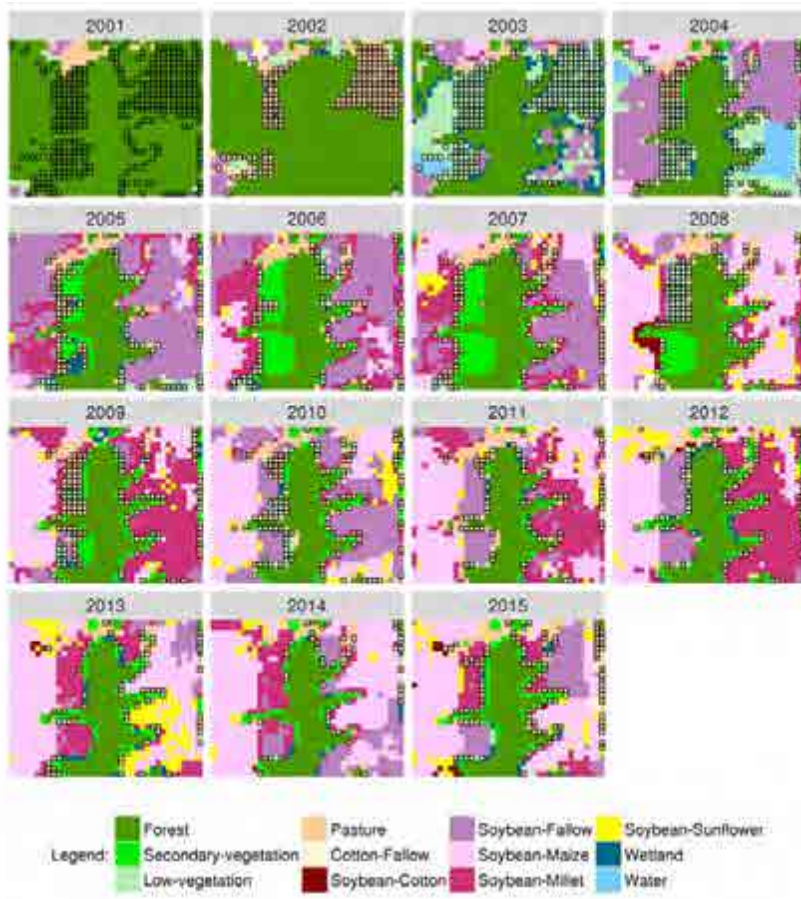 2001 2002 2003 2004
2005 2006 2007 2008
2009 2010 2011 2012
2013 2014 2015
Legend:
Forest Pasture Soybean-Fallow Soybean-Sunflower
Secondary-vegetation Cotton-Fallow Soybean-Maize Wetland
Low-vegetation Soybean-Cotton Soybean-Millet Water